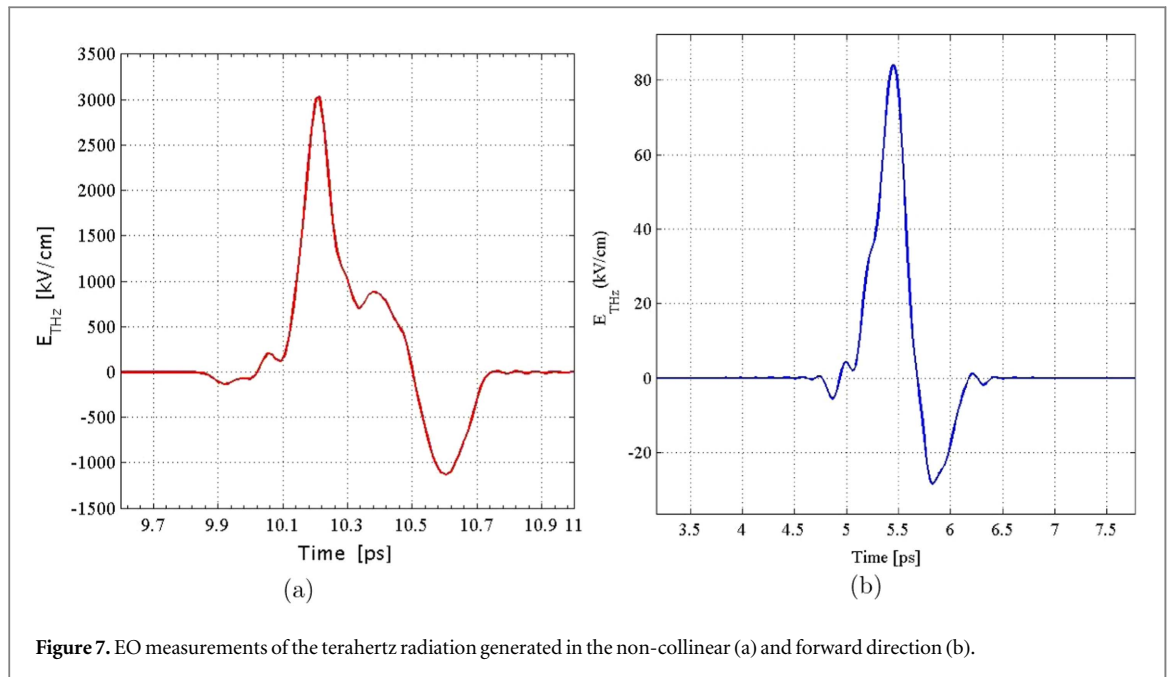 3500
3000
2500
2000
1500
1000
500
0
-500
-1000
-1500
E_THz [kV/cm]
9.7 9.9 10.1 10.3 10.5 10.7 10.9 11
Time [ps]
(a)
80
60
40
20
0
-20
E_THz (kV/cm)
3.5 4 4.5 5 5.5 6 6.5 7 7.5
Time [ps]
(b)
Figure 7. EO measurements of the terahertz radiation generated in the non-collinear (a) and forward direction (b).